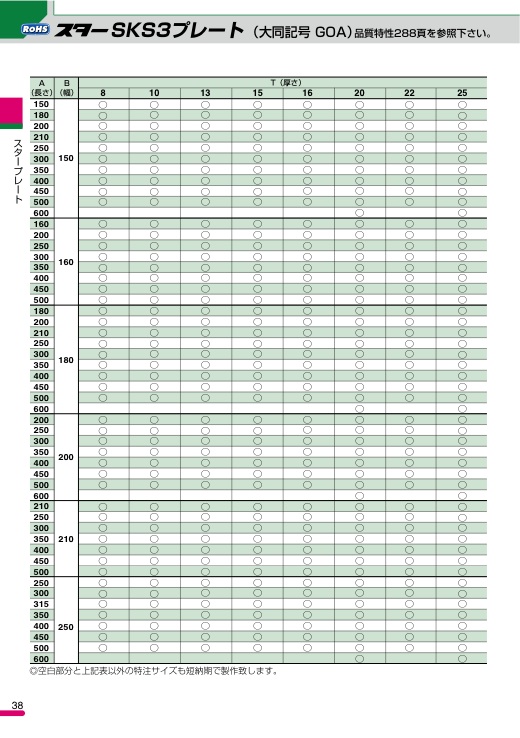 RoHS スター SKS3プレート（大同記号 GOA）品質特性288頁を参照下さい。
スタープレート
A（長さ） B（幅） T（厚さ）
8 10 13 15 16 20 22 25
150 ○ ○ ○ ○ ○ ○ ○ ○
180 ○ ○ ○ ○ ○ ○ ○ ○
200 ○ ○ ○ ○ ○ ○ ○ ○
210 ○ ○ ○ ○ ○ ○ ○ ○
250 ○ ○ ○ ○ ○ ○ ○ ○
300 150 ○ ○ ○ ○ ○ ○ ○ ○
350 ○ ○ ○ ○ ○ ○ ○ ○
400 ○ ○ ○ ○ ○ ○ ○ ○
450 ○ ○ ○ ○ ○ ○ ○ ○
500 ○ ○ ○ ○ ○ ○ ○ ○
600 ○ ○
160 ○ ○ ○ ○ ○ ○ ○ ○
200 ○ ○ ○ ○ ○ ○ ○ ○
250 ○ ○ ○ ○ ○ ○ ○ ○
300 160 ○ ○ ○ ○ ○ ○ ○ ○
350 ○ ○ ○ ○ ○ ○ ○ ○
400 ○ ○ ○ ○ ○ ○ ○ ○
450 ○ ○ ○ ○ ○ ○ ○ ○
500 ○ ○ ○ ○ ○ ○ ○ ○
180 ○ ○ ○ ○ ○ ○ ○ ○
200 ○ ○ ○ ○ ○ ○ ○ ○
210 ○ ○ ○ ○ ○ ○ ○ ○
250 ○ ○ ○ ○ ○ ○ ○ ○
300 180 ○ ○ ○ ○ ○ ○ ○ ○
350 ○ ○ ○ ○ ○ ○ ○ ○
400 ○ ○ ○ ○ ○ ○ ○ ○
450 ○ ○ ○ ○ ○ ○ ○ ○
500 ○ ○ ○ ○ ○ ○ ○ ○
600 ○ ○
200 ○ ○ ○ ○ ○ ○ ○ ○
250 ○ ○ ○ ○ ○ ○ ○ ○
300 ○ ○ ○ ○ ○ ○ ○ ○
350 200 ○ ○ ○ ○ ○ ○ ○ ○
400 ○ ○ ○ ○ ○ ○ ○ ○
450 ○ ○ ○ ○ ○ ○ ○ ○
500 ○ ○ ○ ○ ○ ○ ○ ○
600 ○ ○
210 ○ ○ ○ ○ ○ ○ ○ ○
250 ○ ○ ○ ○ ○ ○ ○ ○
300 ○ ○ ○ ○ ○ ○ ○ ○
350 210 ○ ○ ○ ○ ○ ○ ○ ○
400 ○ ○ ○ ○ ○ ○ ○ ○
450 ○ ○ ○ ○ ○ ○ ○ ○
500 ○ ○ ○ ○ ○ ○ ○ ○
250 ○ ○ ○ ○ ○ ○ ○ ○
300 ○ ○ ○ ○ ○ ○ ○ ○
315 ○ ○ ○ ○ ○ ○ ○ ○
350 ○ ○ ○ ○ ○ ○ ○ ○
400 250 ○ ○ ○ ○ ○ ○ ○ ○
450 ○ ○ ○ ○ ○ ○ ○ ○
500 ○ ○ ○ ○ ○ ○ ○ ○
600 ○ ○
◎空白部分と上記表以外の特注サイズも短納期で製作致します。
38